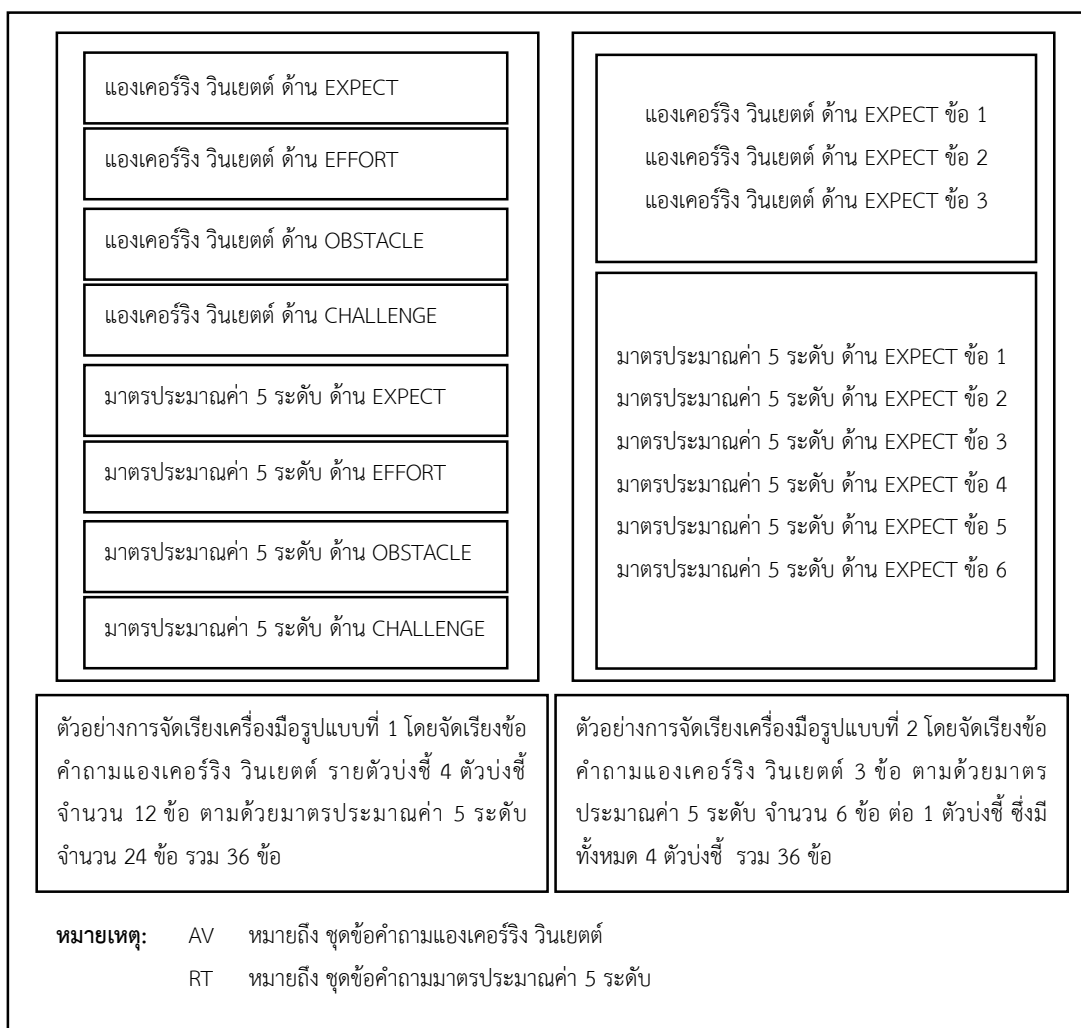 แองเคอร์ริง วินเยตต์ ด้าน EXPECT
แองเคอร์ริง วินเยตต์ ด้าน EFFORT
แองเคอร์ริง วินเยตต์ ด้าน OBSTACLE
แองเคอร์ริง วินเยตต์ ด้าน CHALLENGE
มาตรประมาณค่า 5 ระดับ ด้าน EXPECT
มาตรประมาณค่า 5 ระดับ ด้าน EFFORT
มาตรประมาณค่า 5 ระดับ ด้าน OBSTACLE
มาตรประมาณค่า 5 ระดับ ด้าน CHALLENGE
แองเคอร์ริง วินเยตต์ ด้าน EXPECT ข้อ 1
แองเคอร์ริง วินเยตต์ ด้าน EXPECT ข้อ 2
แองเคอร์ริง วินเยตต์ ด้าน EXPECT ข้อ 3
มาตรประมาณค่า 5 ระดับ ด้าน EXPECT ข้อ 1
มาตรประมาณค่า 5 ระดับ ด้าน EXPECT ข้อ 2
มาตรประมาณค่า 5 ระดับ ด้าน EXPECT ข้อ 3
มาตรประมาณค่า 5 ระดับ ด้าน EXPECT ข้อ 4
มาตรประมาณค่า 5 ระดับ ด้าน EXPECT ข้อ 5
มาตรประมาณค่า 5 ระดับ ด้าน EXPECT ข้อ 6
ตัวอย่างการจัดเรียงเครื่องมือรูปแบบที่ 1 โดยจัดเรียงข้อ
คำถามแองเคอร์ริง วินเยตต์ รายตัวบ่งชี้ 4 ตัวบ่งชี้
จำนวน 12 ข้อ ตามด้วยมาตรประมาณค่า 5 ระดับ
จำนวน 24 ข้อ รวม 36 ข้อ
ตัวอย่างการจัดเรียงเครื่องมือรูปแบบที่ 2 โดยจัดเรียงข้อ
คำถามแองเคอร์ริง วินเยตต์ 3 ข้อ ตามด้วยมาตร
ประมาณค่า 5 ระดับ จำนวน 6 ข้อ ต่อ 1 ตัวบ่งชี้ ซึ่งมี
ทั้งหมด 4 ตัวบ่งชี้ รวม 36 ข้อ
หมายเหตุ: AV หมายถึง ชุดข้อคำถามแองเคอร์ริง วินเยตต์
RT หมายถึง ชุดข้อคำถามมาตรประมาณค่า 5 ระดับ